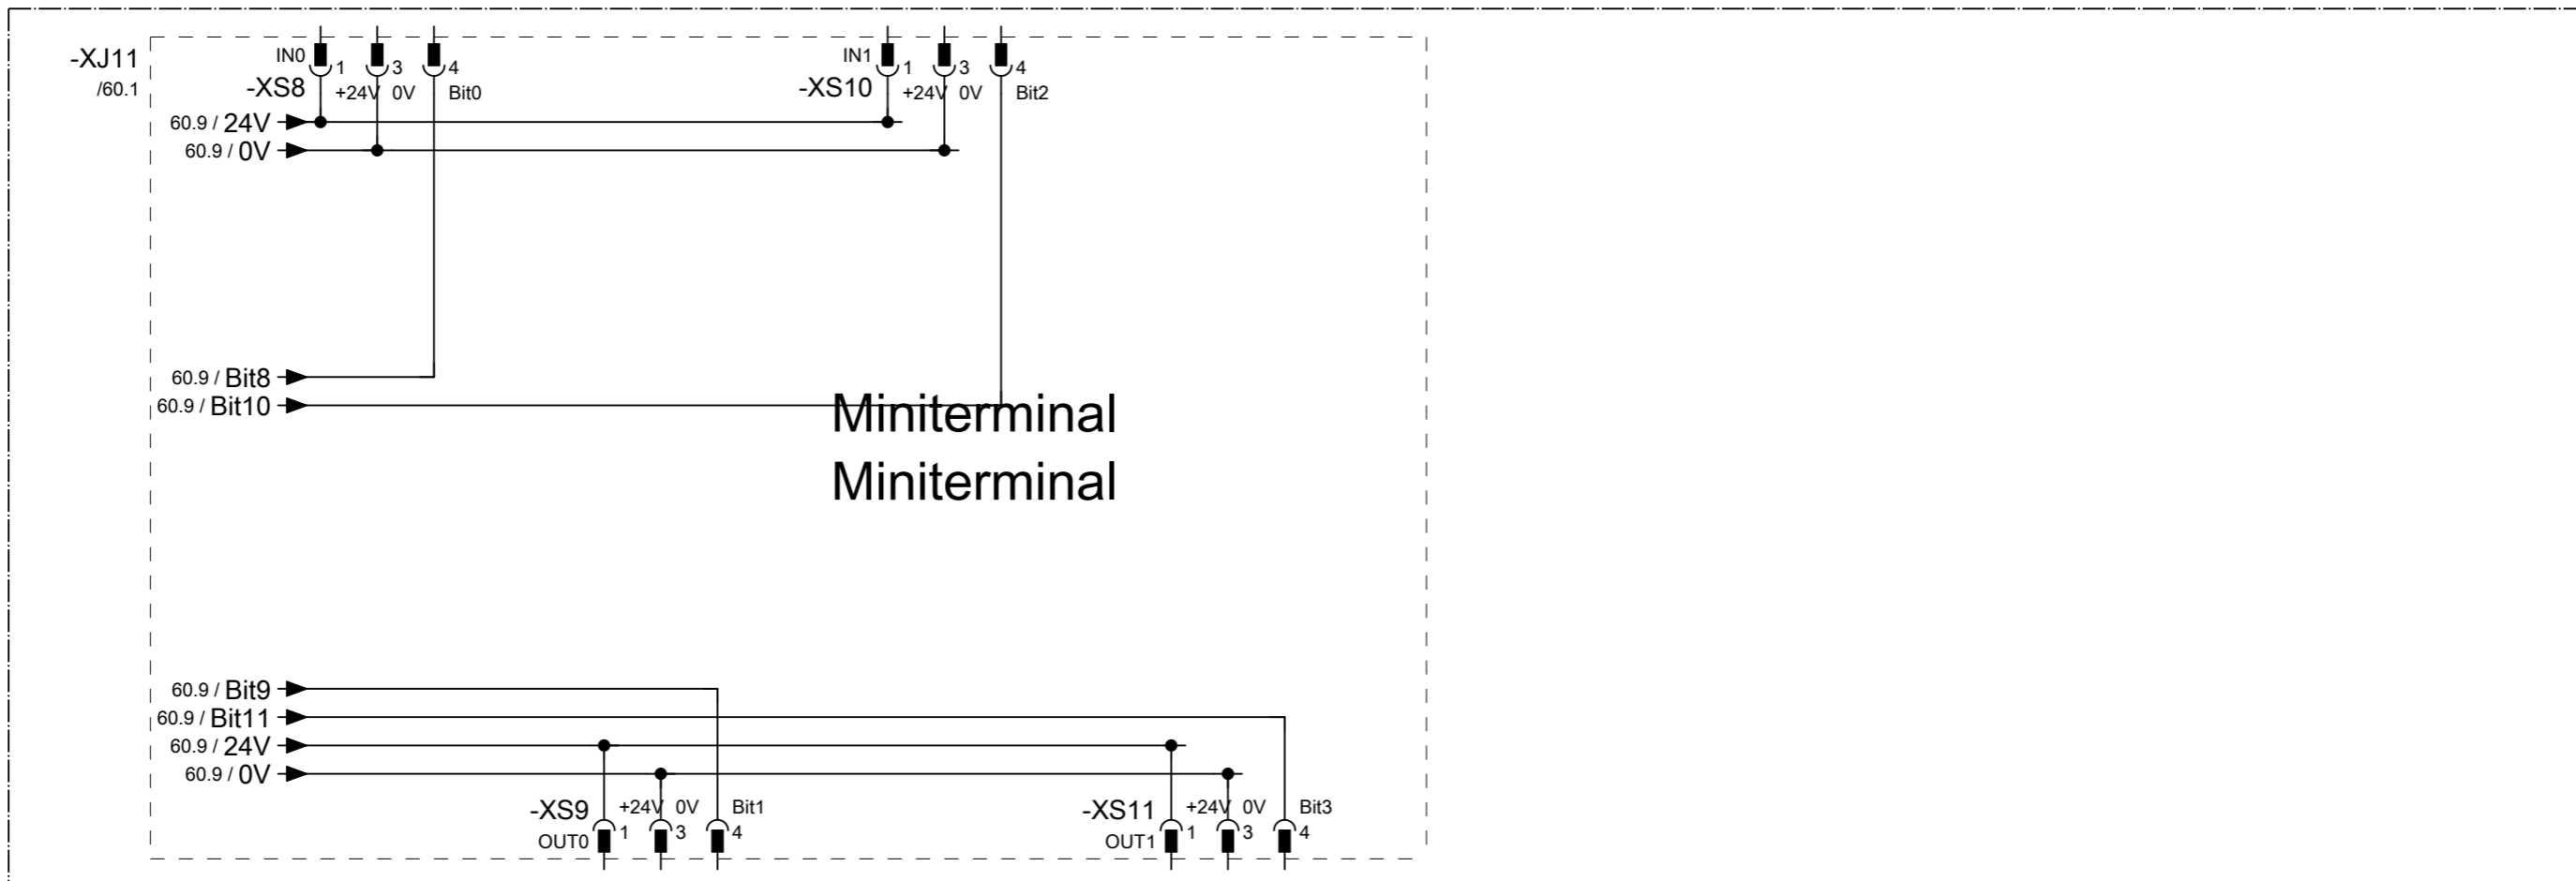 -XJ11
/60.1
IN0 1 3 4
-XS8 +24V 0V Bit0
IN1 1 3 4
-XS10 +24V 0V Bit2
60.9 / 24V
60.9 / 0V
60.9 / Bit8
60.9 / Bit10
Miniterminal
Miniterminal
60.9 / Bit9
60.9 / Bit11
60.9 / 24V
60.9 / 0V
-XS9 +24V 0V Bit1
OUT0 1 3 4
-XS11 +24V 0V Bit3
OUT1 1 3 4